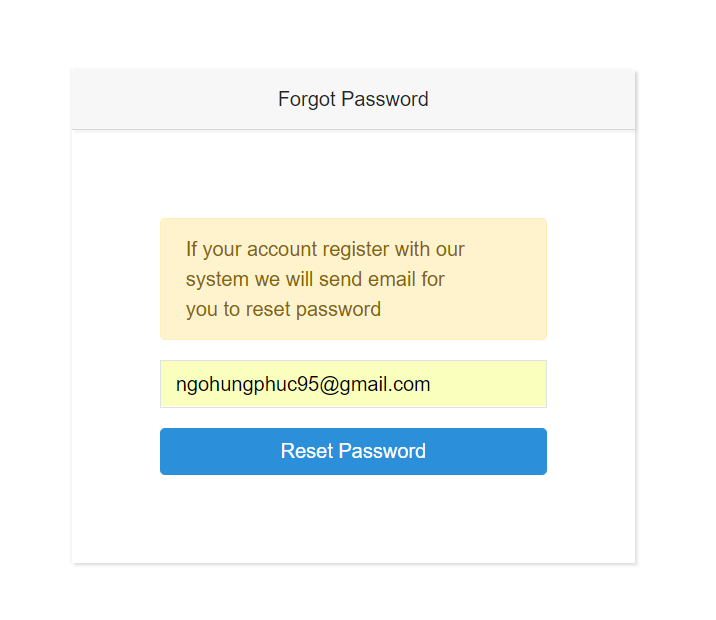 Forgot Password
If your account register with our
system we will send email for
you to reset password
ngohungphuc95@gmail.com
Reset Password